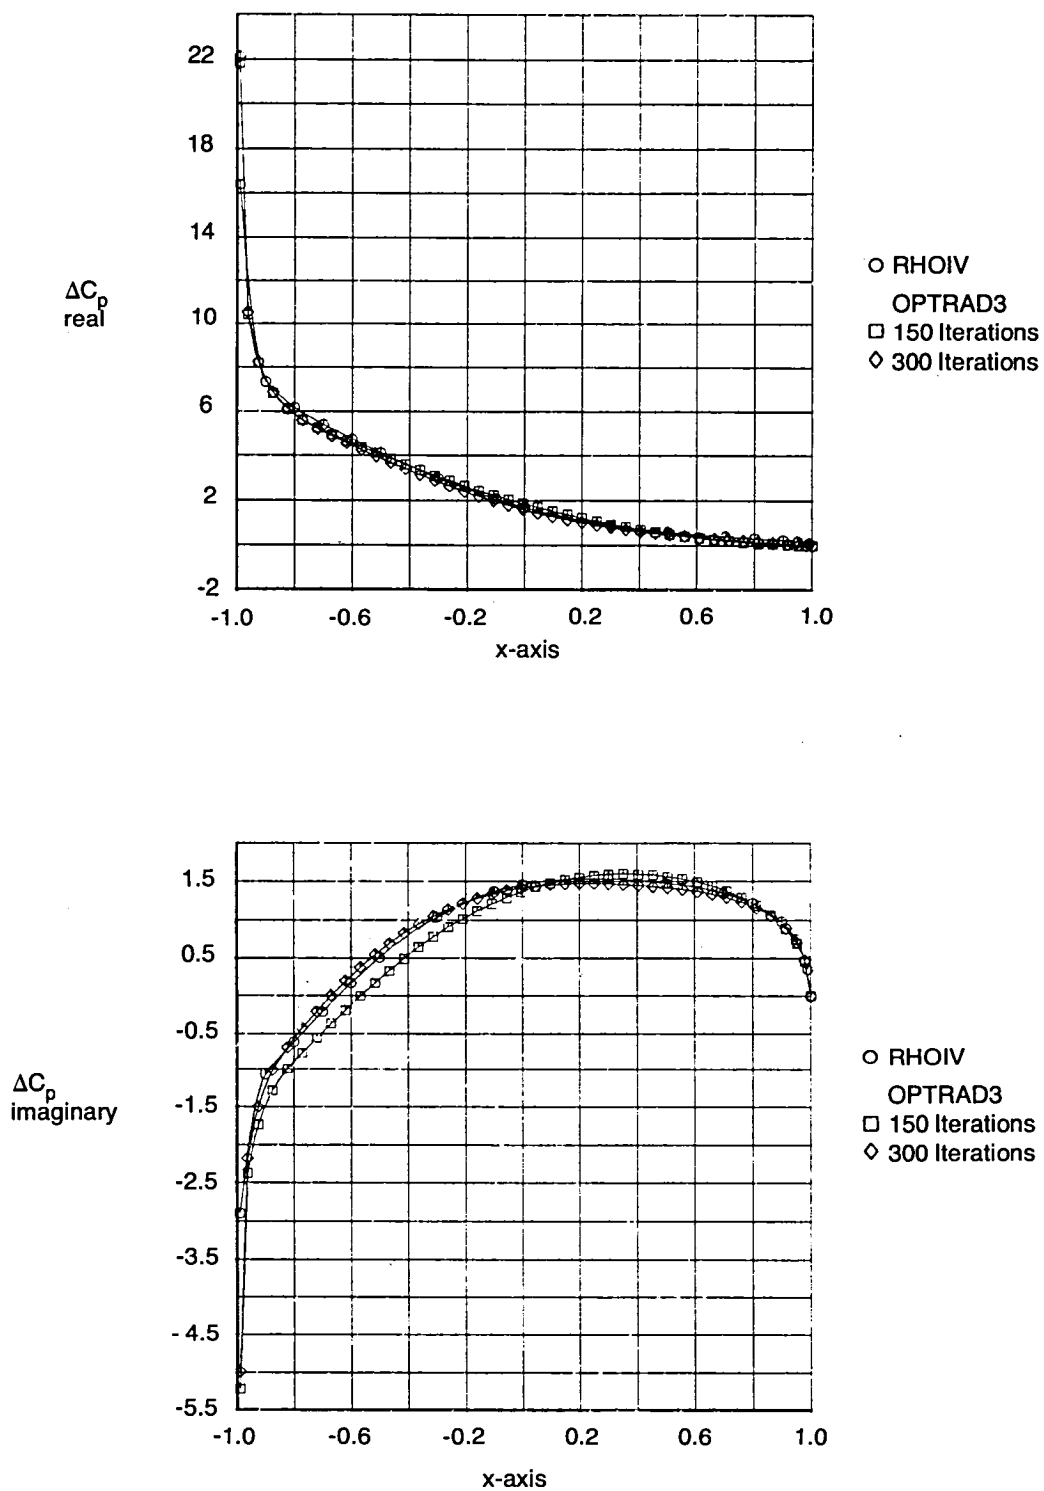 22
18
14
ΔCp
real
10
6
2
-2
-1.0 -0.6 -0.2 0.2 0.6 1.0
x-axis
RHOIV
OPTRAD3
150 Iterations
300 Iterations
1.5
0.5
-0.5
ΔCp
imaginary
-1.5
-2.5
-3.5
-4.5
-5.5
-1.0 -0.6 -0.2 0.2 0.6 1.0
x-axis
RHOIV
OPTRAD3
150 Iterations
300 Iterations